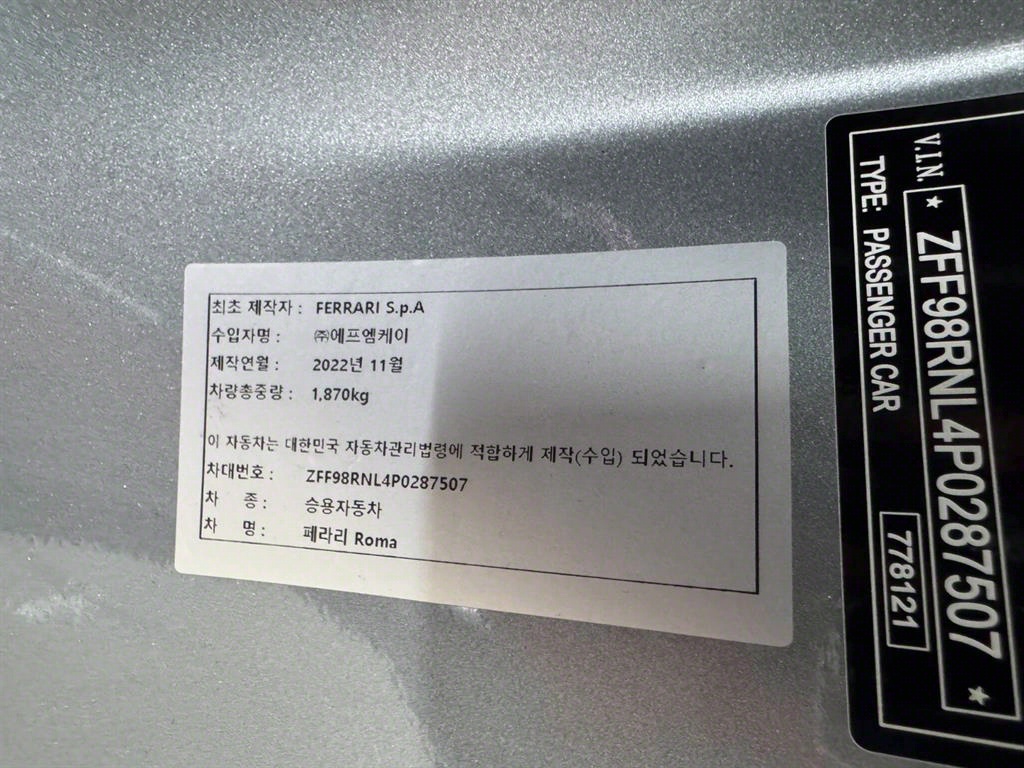 최초 제작자 : FERRARI S.p.A
수입자명 : ㈜에프엠케이
제작연월 : 2022년 11월
차량총중량 : 1,870kg
이 자동차는 대한민국 자동차관리법령에 적합하게 제작(수입) 되었습니다.
차대번호 : ZFF98RNL4P0287507
차 종 : 승용자동차
차 명 : 페라리 Roma
V.I.N. ★ ZFF98RNL4P0287507 ★
TYPE: PASSENGER CAR 778121